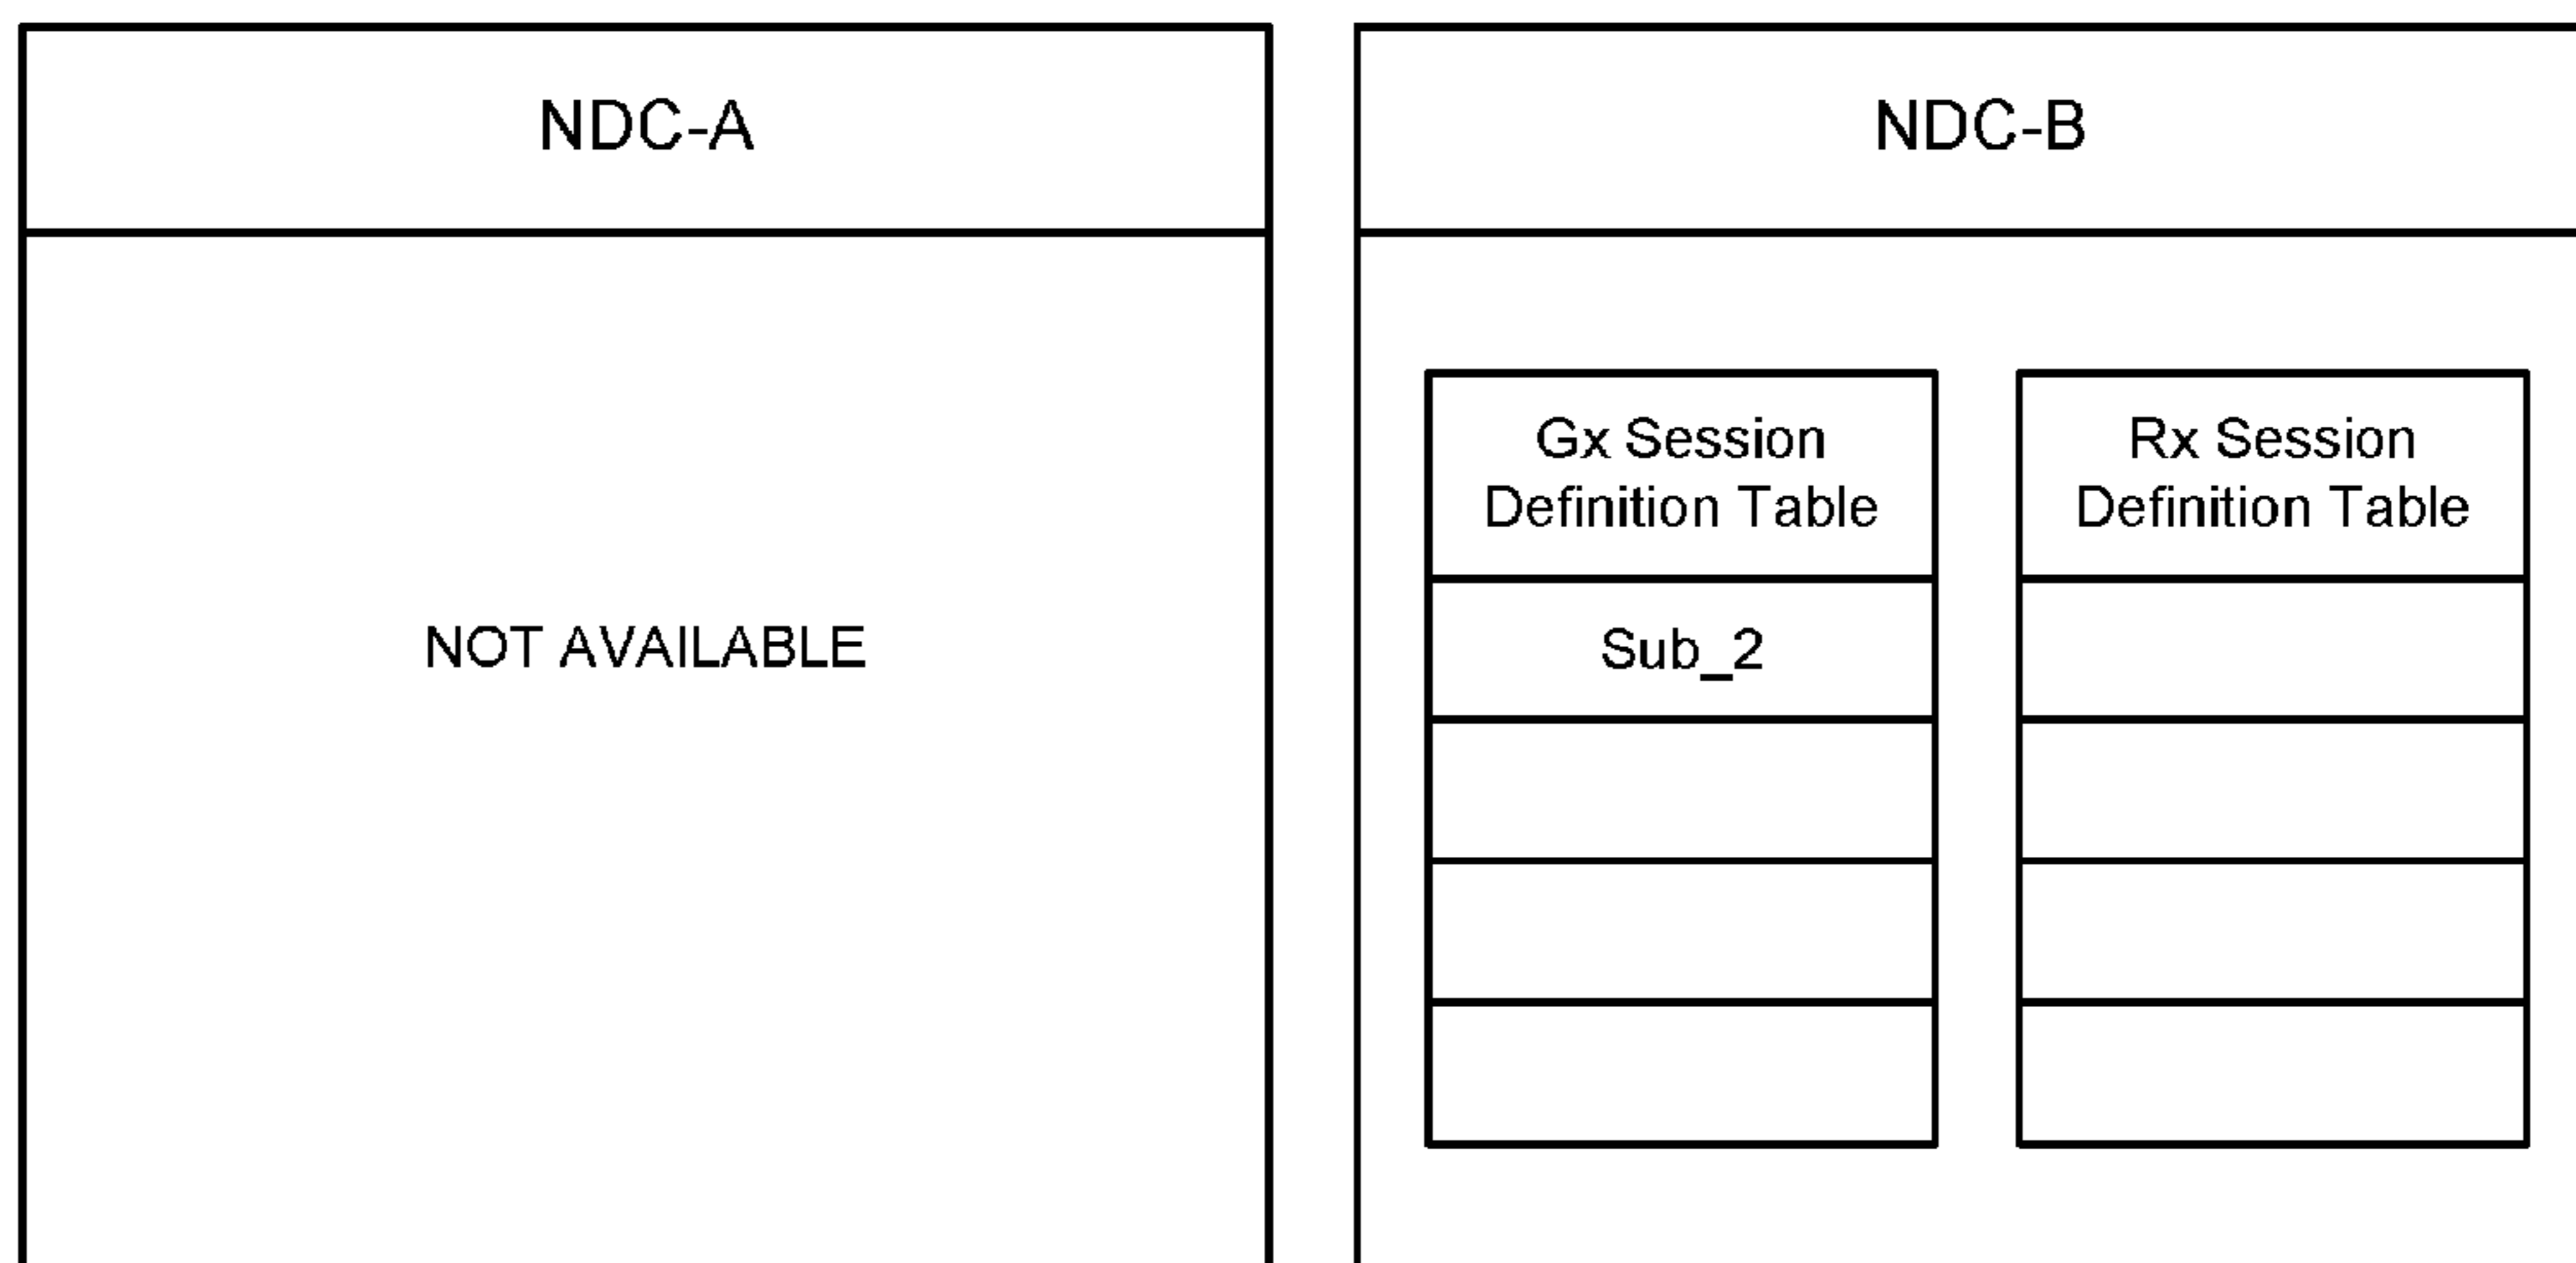 NDC-A
NOT AVAILABLE
NDC-B
Gx Session
Definition Table
Sub_2
Rx Session
Definition Table